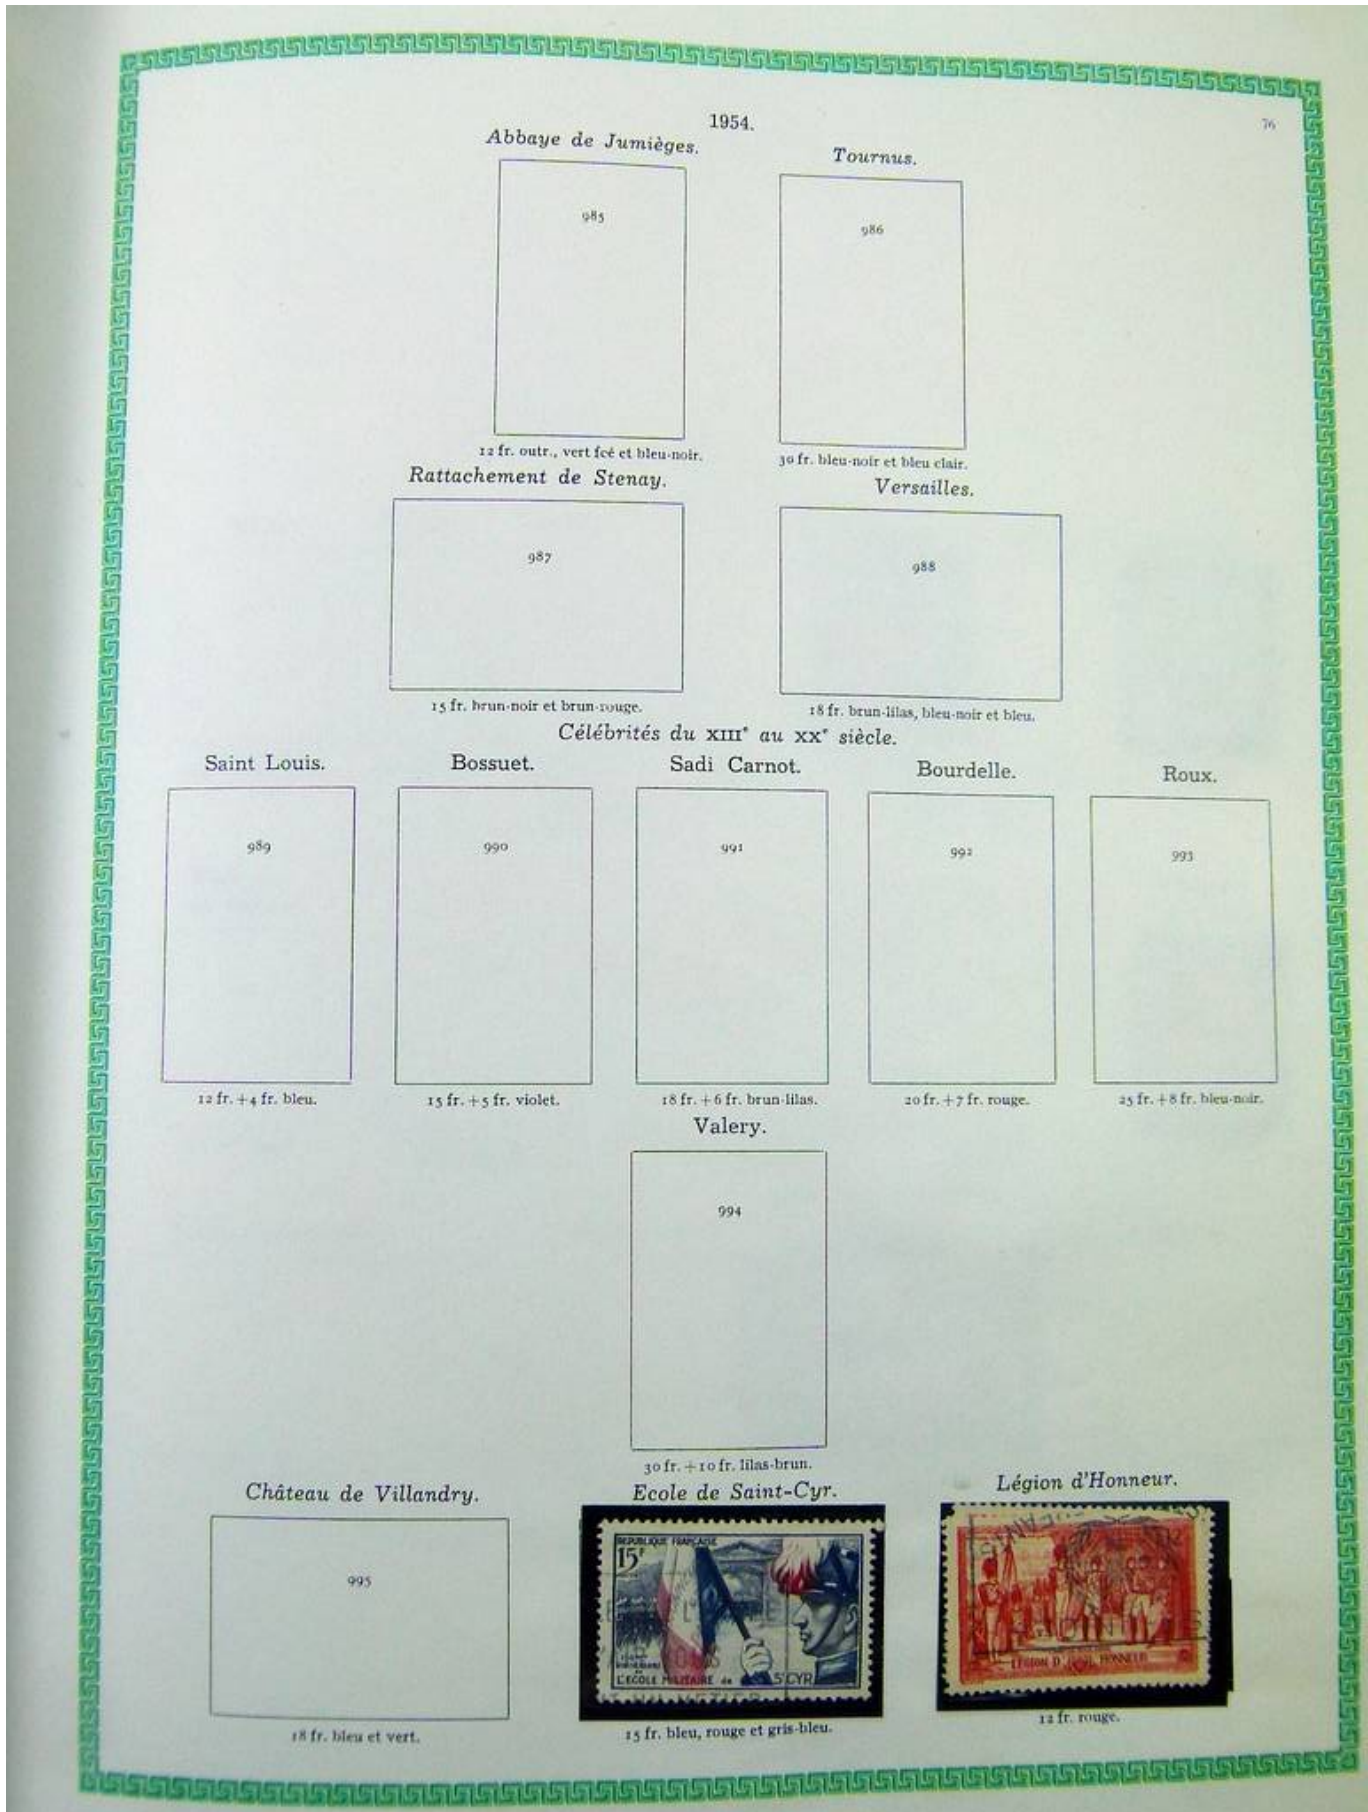 1954.
76
Abbaye de Jumièges.
Tournus.
985
986
12 fr. outr., vert fcé et bleu-noir.
30 fr. bleu-noir et bleu clair.
Rattachement de Stenay.
Versailles.
987
988
15 fr. brun-noir et brun-rouge.
18 fr. brun-lilas, bleu-noir et bleu.
Célébrités du XIIIe au XXe siècle.
Saint Louis.
Bossuet.
Sadi Carnot.
Bourdelle.
Roux.
989
990
991
992
993
12 fr. +4 fr. bleu.
15 fr. +5 fr. violet.
18 fr. +6 fr. brun-lilas.
20 fr. +7 fr. rouge.
25 fr. +8 fr. bleu-noir.
Valery.
994
30 fr. +10 fr. lilas-brun.
Château de Villandry.
Ecole de Saint-Cyr.
Légion d'Honneur.
995
REPUBLIQUE FRANÇAISE
15F
L'ECOLE MILITAIRE de St CYR
LÉGION D' HONNEUR
18 fr. bleu et vert.
15 fr. bleu, rouge et gris-bleu.
12 fr. rouge.